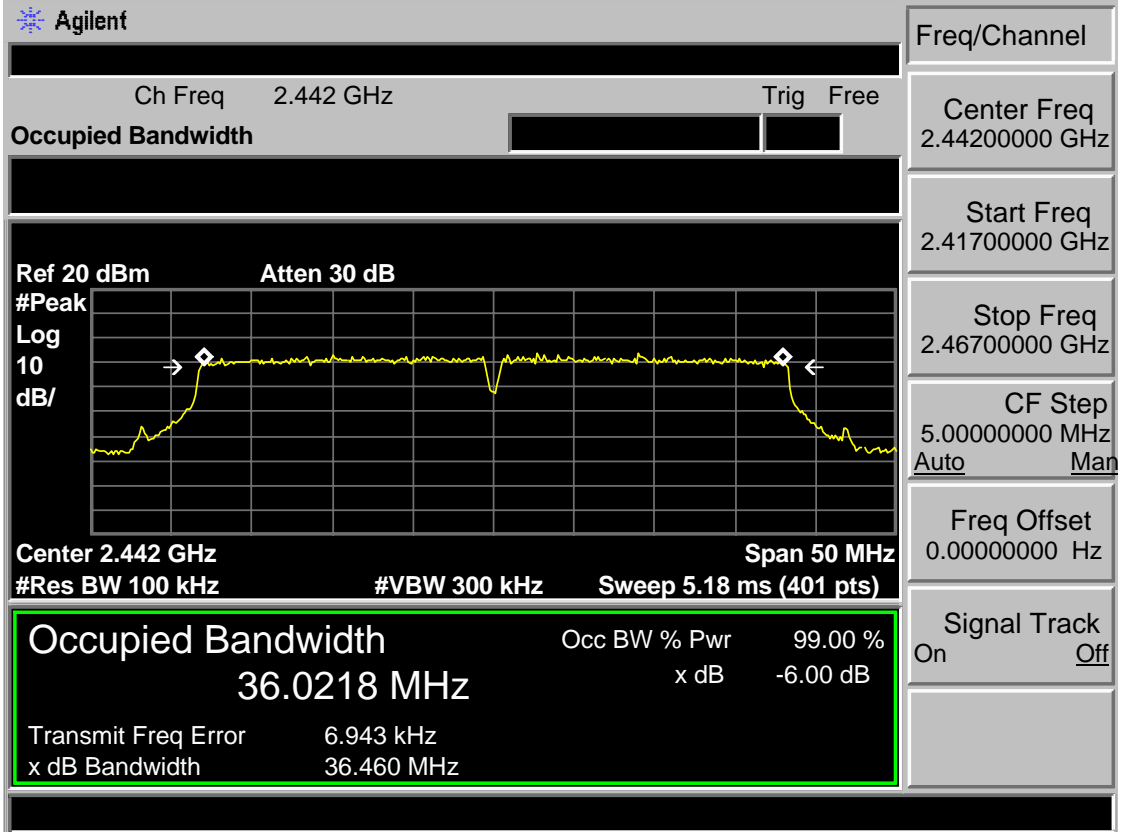 Agilent
Freq/Channel
Ch Freq 2.442 GHz Trig Free
Occupied Bandwidth
Center Freq
2.44200000 GHz
Start Freq
2.41700000 GHz
Stop Freq
2.46700000 GHz
CF Step
5.00000000 MHz
Auto Man
Freq Offset
0.00000000 Hz
Signal Track
On Off
Ref 20 dBm Atten 30 dB
#Peak
Log
10
dB/
Center 2.442 GHz Span 50 MHz
#Res BW 100 kHz #VBW 300 kHz Sweep 5.18 ms (401 pts)
Occupied Bandwidth Occ BW % Pwr 99.00 %
36.0218 MHz x dB -6.00 dB
Transmit Freq Error 6.943 kHz
x dB Bandwidth 36.460 MHz